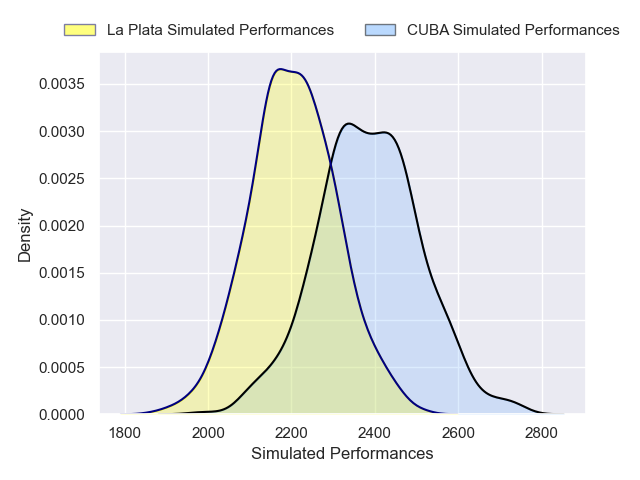 La Plata Simulated Performances CUBA Simulated Performances
0.0035
0.0030
0.0025
0.0020
0.0015
0.0010
0.0005
0.0000
Density
1800 2000 2200 2400 2600 2800
Simulated Performances